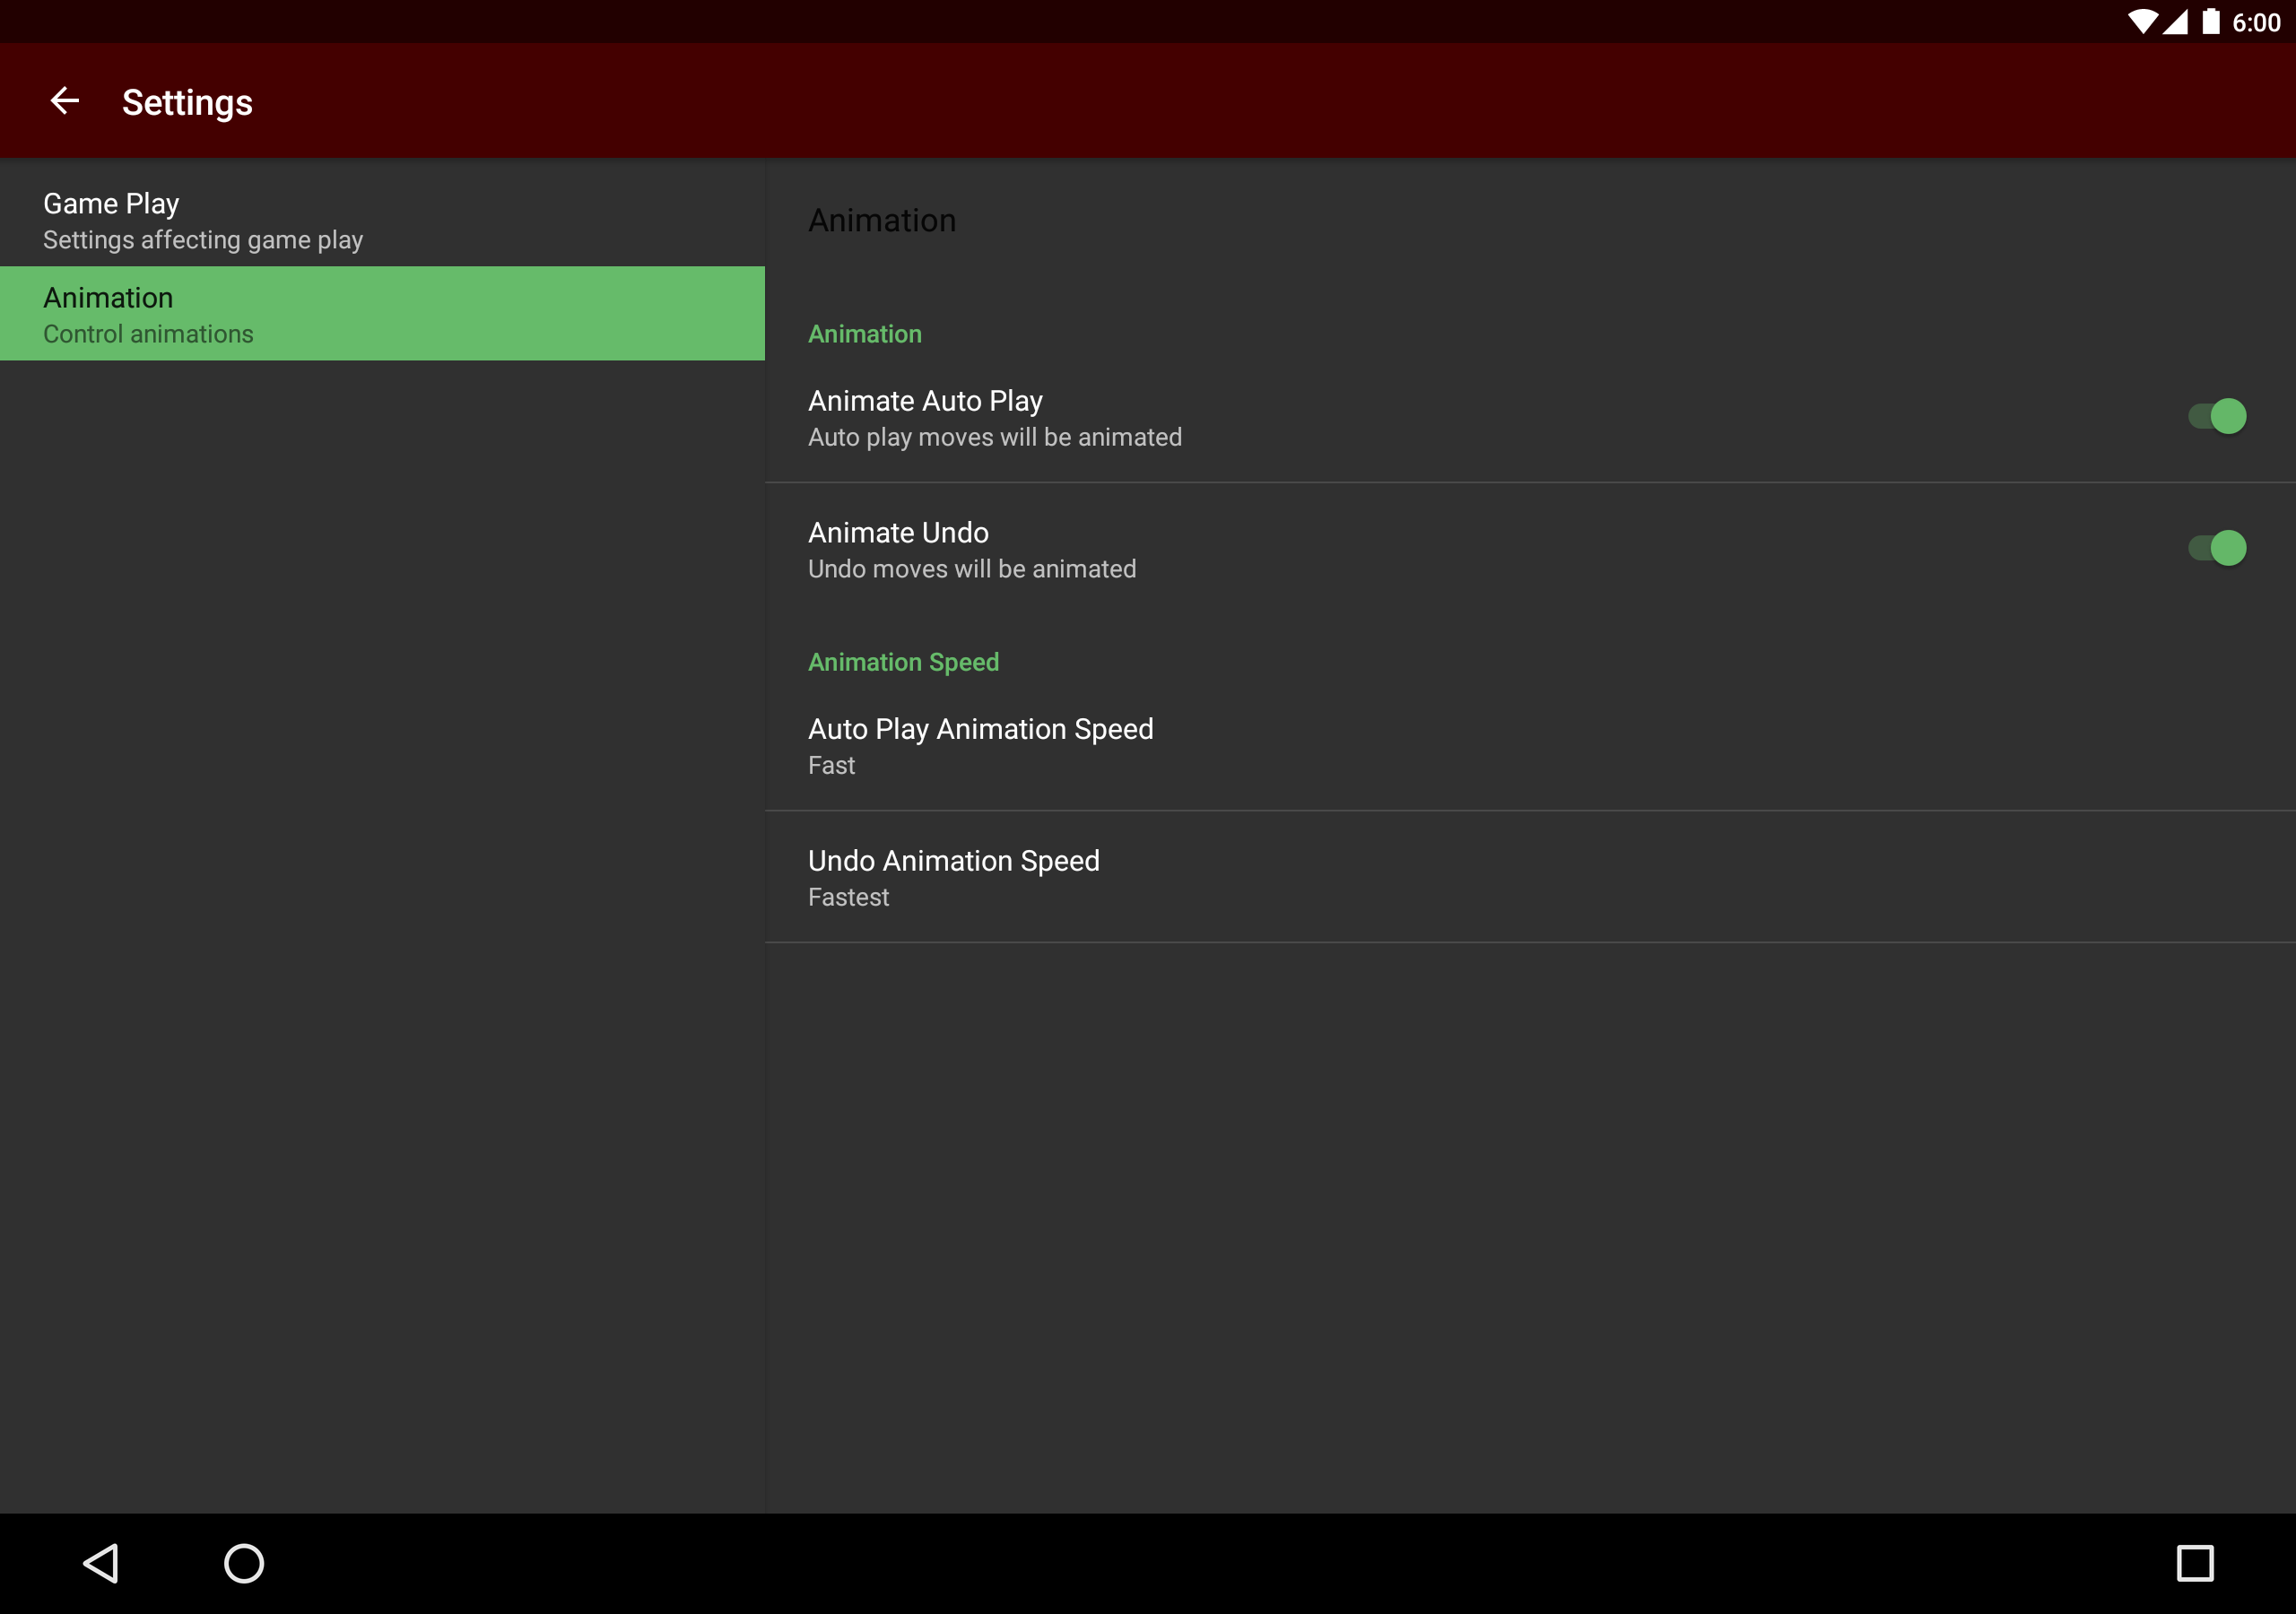 6:00
Settings
Game Play
Settings affecting game play
Animation
Control animations
Animation
Animation
Animate Auto Play
Auto play moves will be animated
Animate Undo
Undo moves will be animated
Animation Speed
Auto Play Animation Speed
Fast
Undo Animation Speed
Fastest